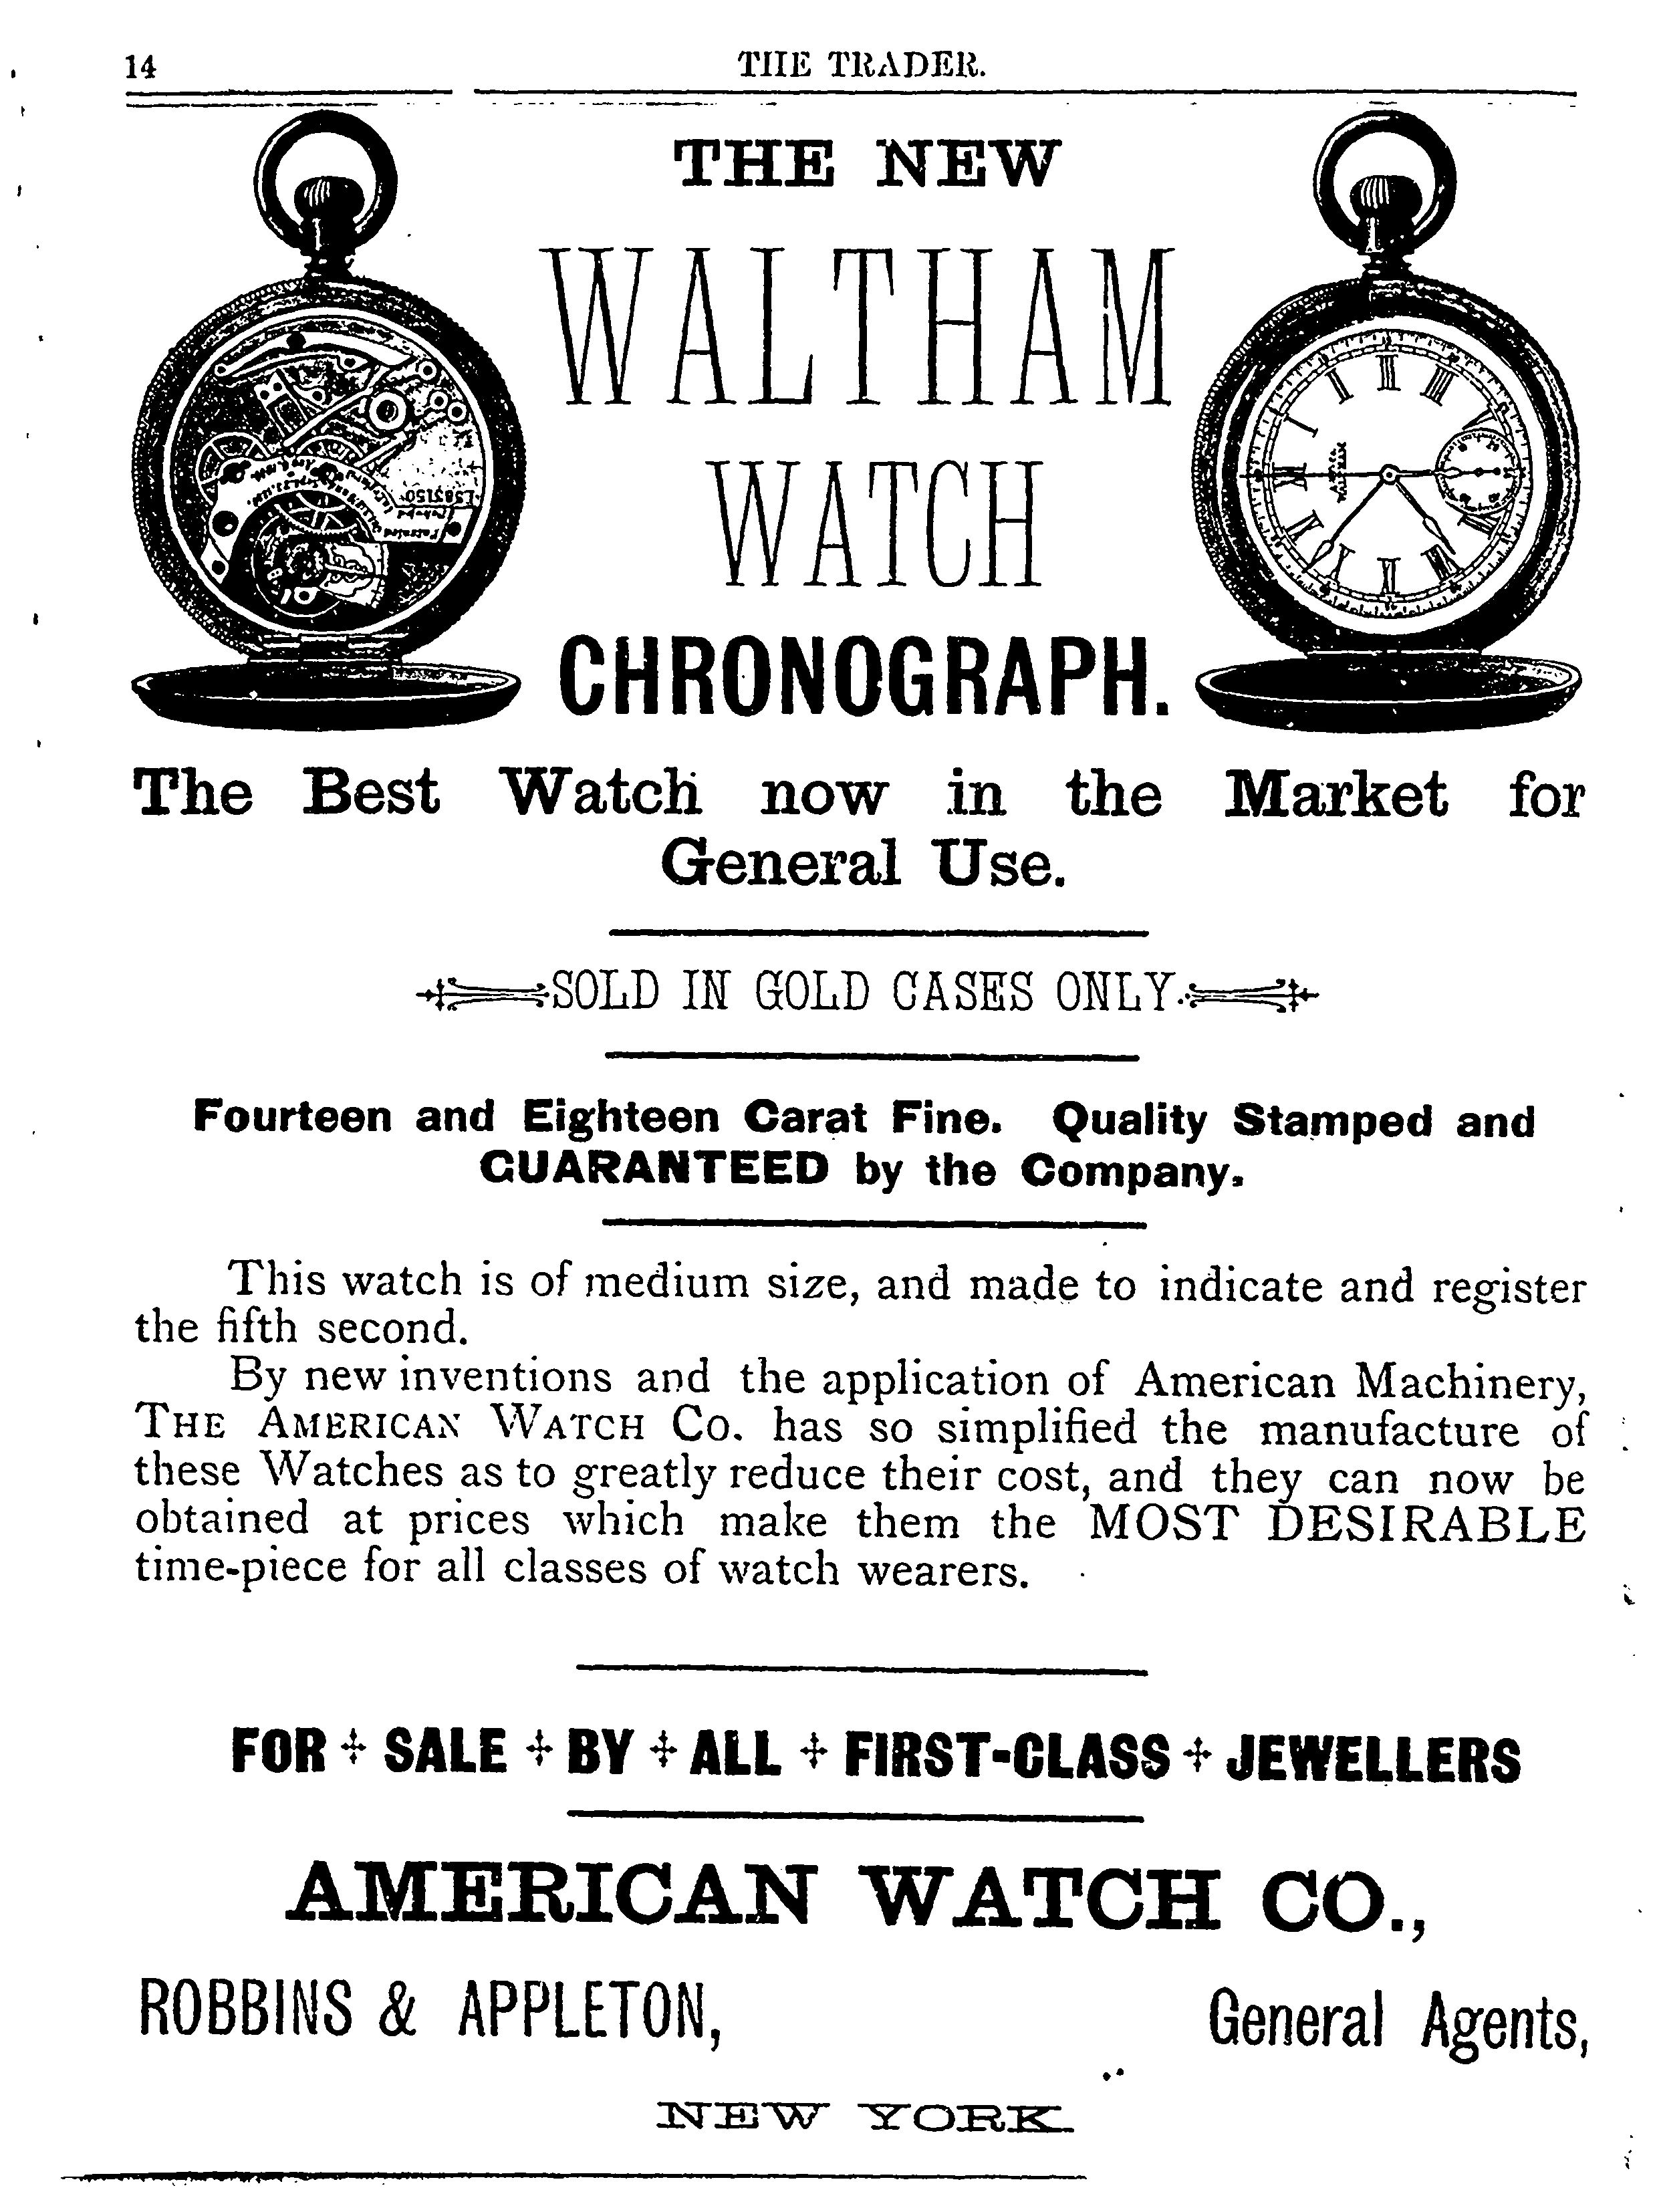 14
THE TRADER.
THE NEW
WALTHAM
WATCH
CHRONOGRAPH.
The Best Watch now in the Market for
General Use.
SOLD IN GOLD CASES ONLY.
Fourteen and Eighteen Carat Fine. Quality Stamped and
GUARANTEED by the Company.
This watch is of medium size, and made to indicate and register
the fifth second.
By new inventions and the application of American Machinery,
THE AMERICAN WATCH Co. has so simplified the manufacture of
these Watches as to greatly reduce their cost, and they can now be
obtained at prices which make them the MOST DESIRABLE
time-piece for all classes of watch wearers.
FOR SALE BY ALL FIRST-CLASS JEWELLERS
AMERICAN WATCH CO.,
ROBBINS & APPLETON, General Agents,
NEW YORK.